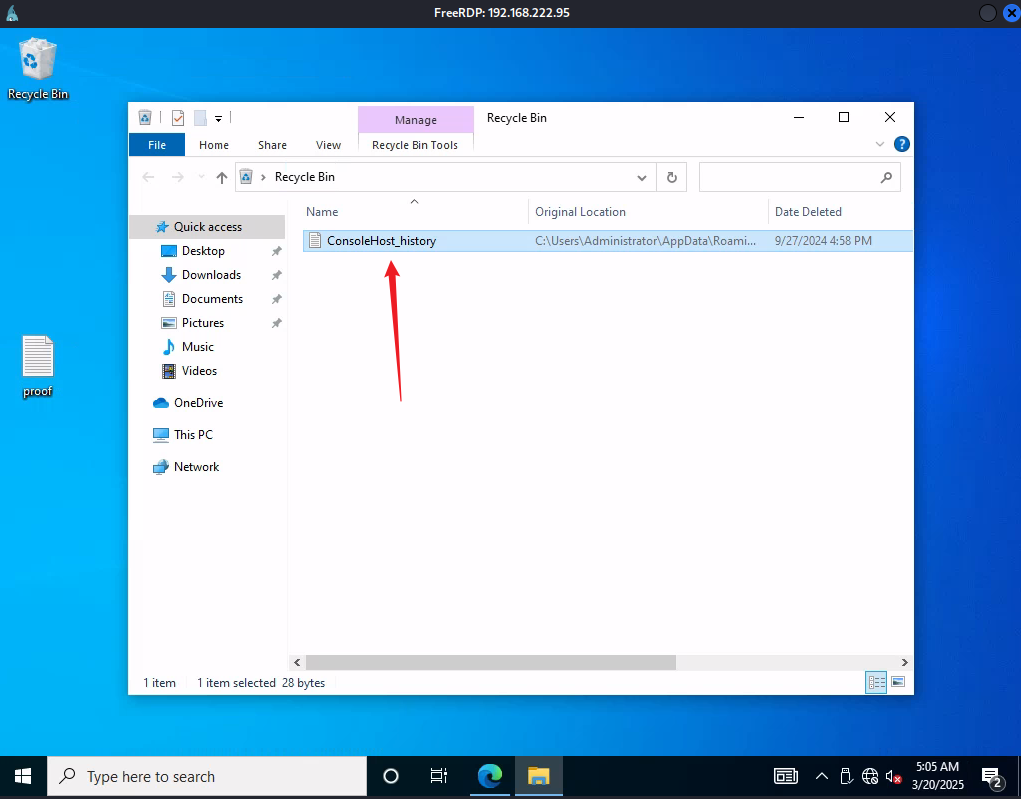 FreeRDP: 192.168.222.95
Recycle Bin
proof
Manage
Recycle Bin
File
Home
Share
View
Recycle Bin Tools
?
Recycle Bin
Name
Original Location
Date Deleted
ConsoleHost_history
C:\Users\Administrator\AppData\Roami...
9/27/2024 4:58 PM
Quick access
Desktop
Downloads
Documents
Pictures
Music
Videos
OneDrive
This PC
Network
1 item
1 item selected 28 bytes
Type here to search
5:05 AM
3/20/2025
2